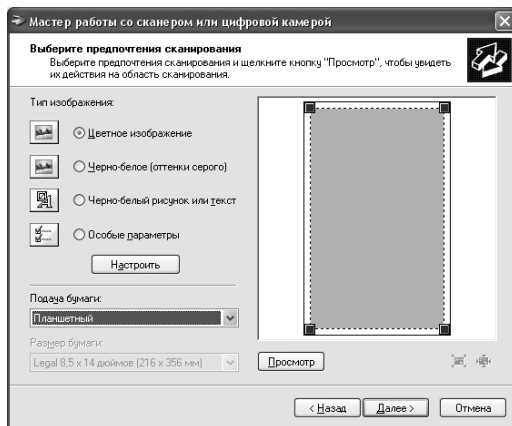 Мастер работы со сканером или цифровой камерой
Выберите предпочтения сканирования
Выберите предпочтения сканирования и щелкните кнопку "Просмотр", чтобы увидеть
их действия на область сканирования.
Тип изображения:
Цветное изображение
Черно-белое (оттенки серого)
Черно-белый рисунок или текст
Особые параметры
Настроить
Подача бумаги:
Планшетный
Размер бумаги:
Legal 8,5 x 14 дюймов (216 x 356 мм)
Просмотр
< Назад
Далее >
Отмена